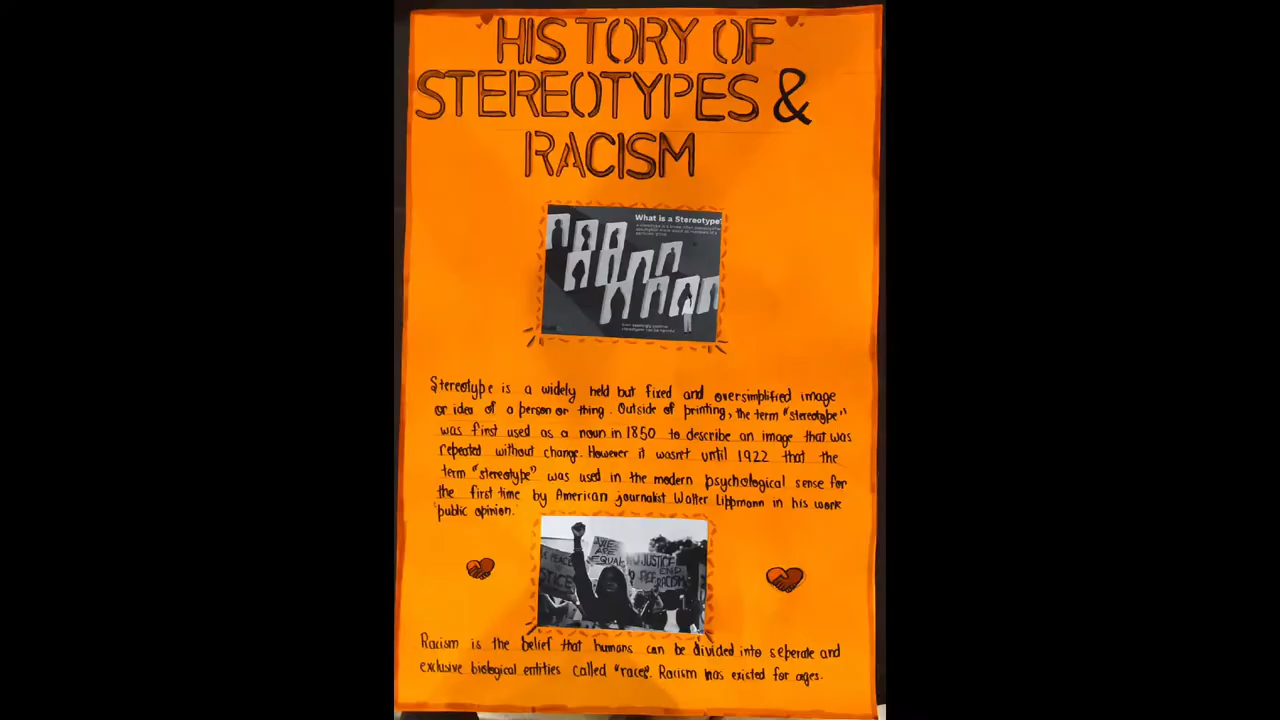 HISTORY OF
STEREOTYPES &
RACISM
What is a Stereotype?
Stereotype is a widely held but fixed and oversimplified image
or idea of a person or thing. Outside of printing, the term "stereotype"
was first used as a noun in 1850 to describe an image that was
repeated without change. However it wasn't until 1922 that the
term "stereotype" was used in the modern psychological sense for
the first time by American journalist Walter Lippmann in his work
'public opinion.'
WE
ARE
EQUAL
PEACE
NO JUSTICE
END
RACISM
Racism is the belief that humans can be divided into seperate and
exclusive biological entities called "races". Racism has existed for ages.